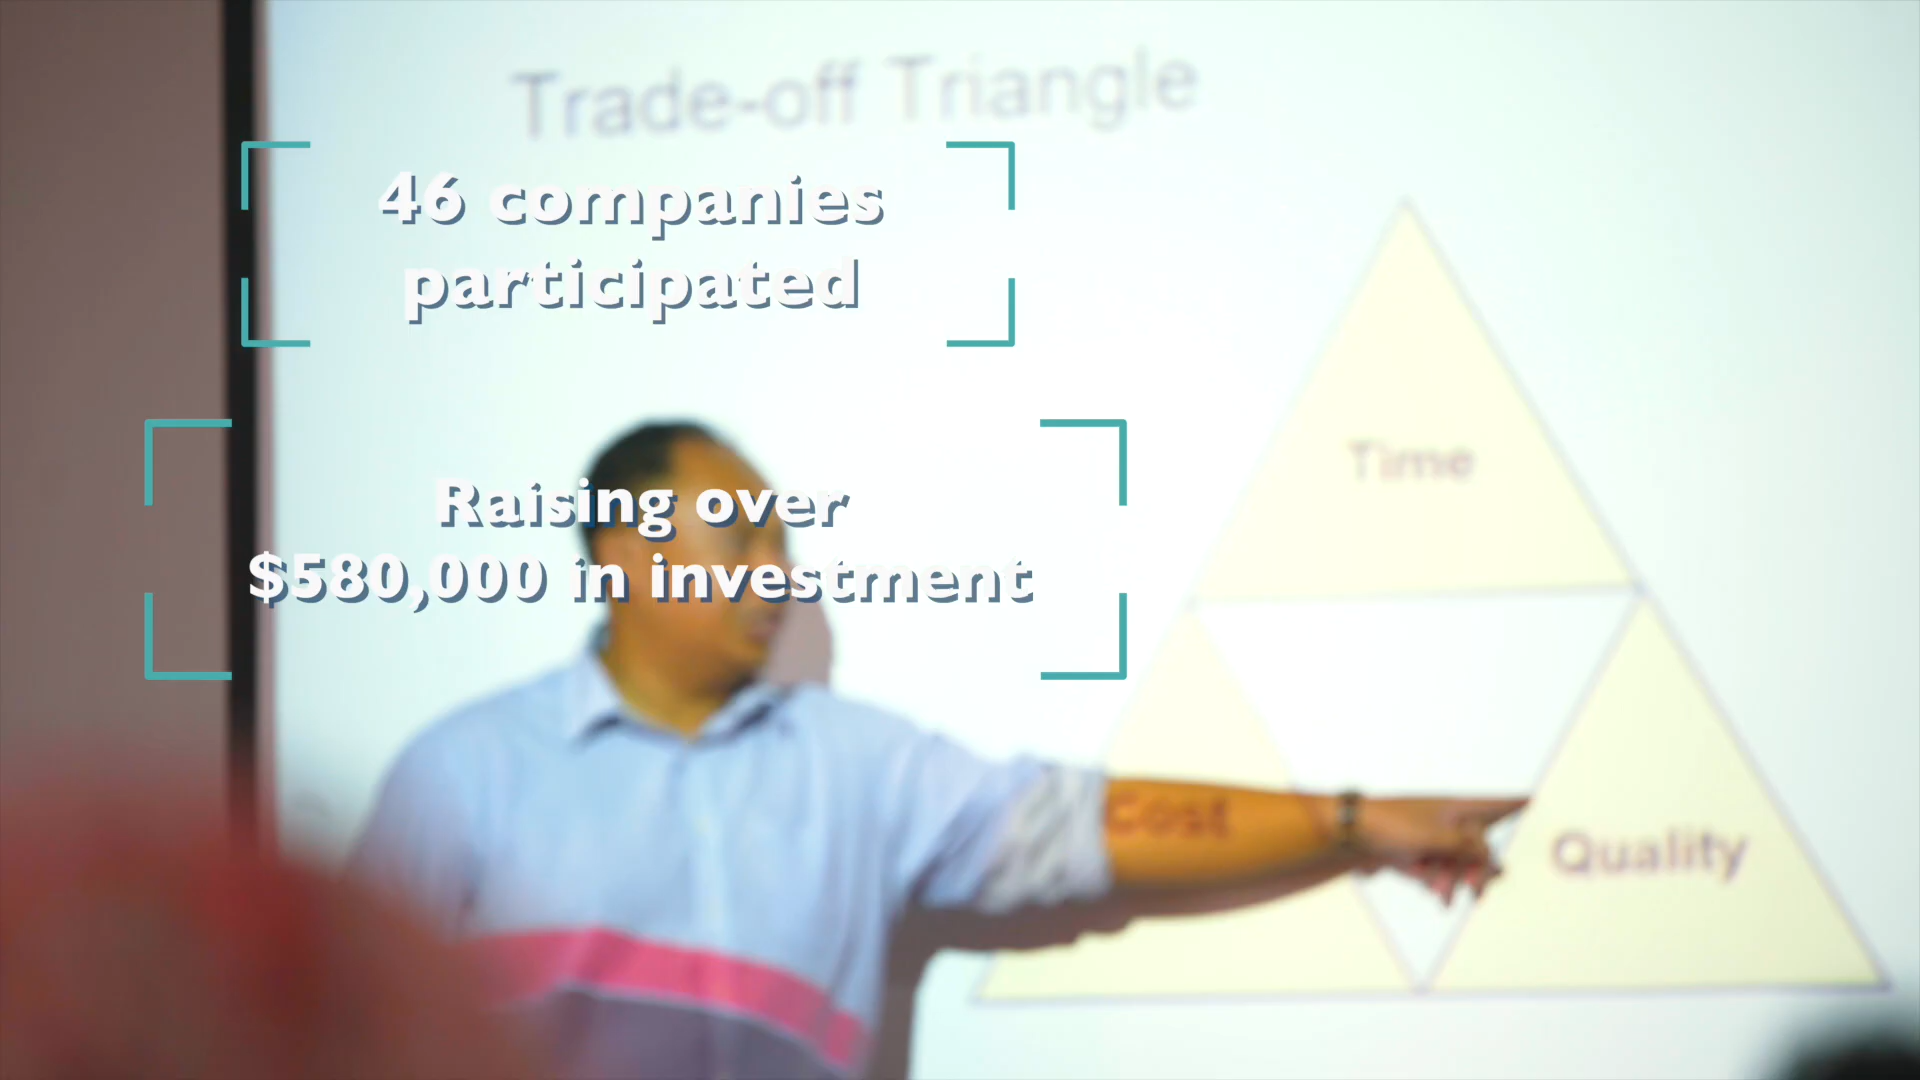 Trade-off Triangle
46 companies
participated
Raising over
$580,000 in investment
Time
Cost
Quality